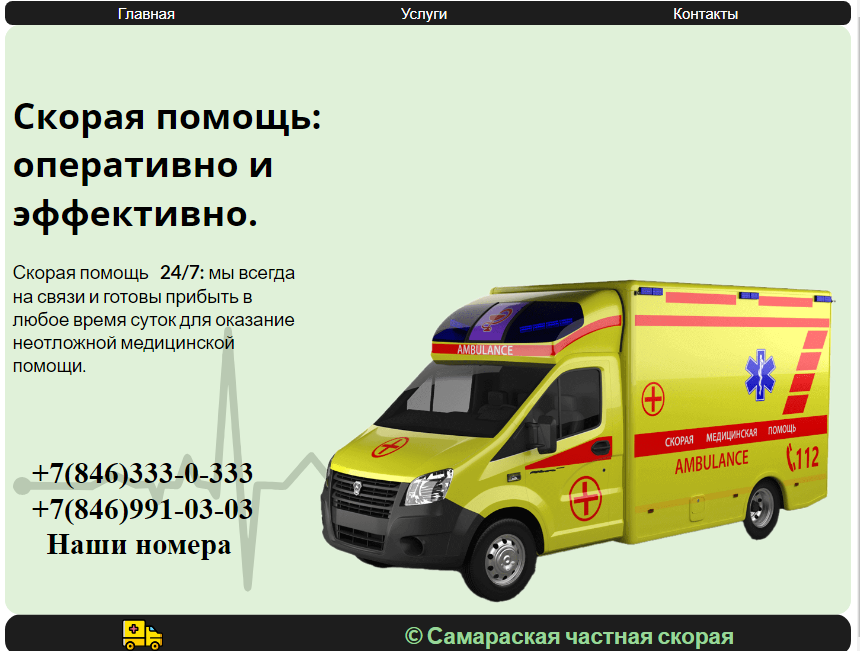 Главная Услуги Контакты
Скорая помощь:
оперативно и
эффективно.
Скорая помощь 24/7: мы всегда
на связи и готовы прибыть в
любое время суток для оказание
неотложной медицинской
помощи.
AMBULANCE
СКОРАЯ МЕДИЦИНСКАЯ ПОМОЩЬ
AMBULANCE 112
+7(846)333-0-333
+7(846)991-03-03
Наши номера
© Самараская частная скорая